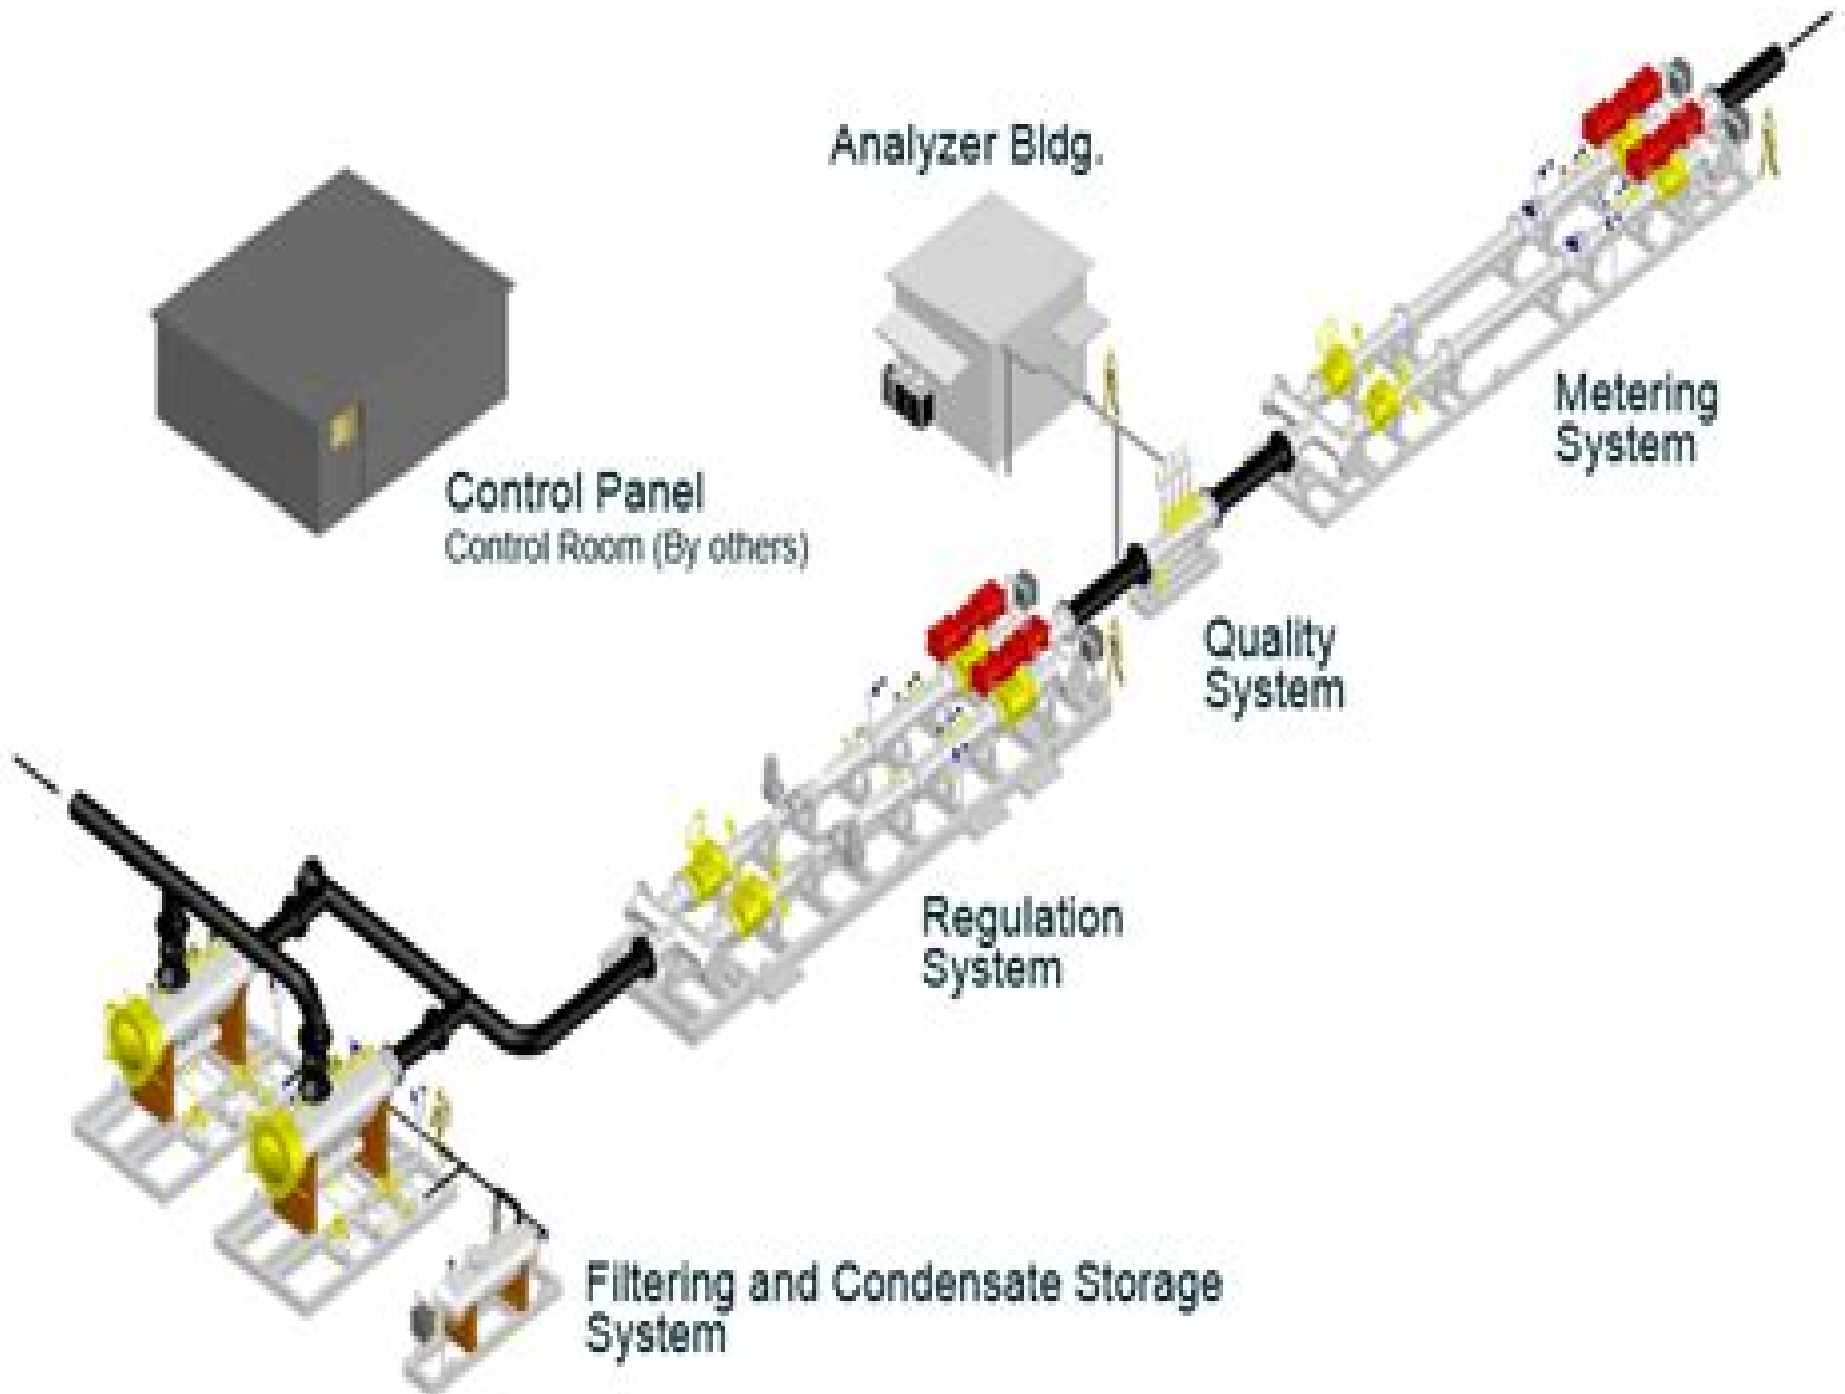 Analyzer Bldg.
Control Panel
Control Room (By others)
Metering
System
Quality
System
Regulation
System
Filtering and Condensate Storage
System